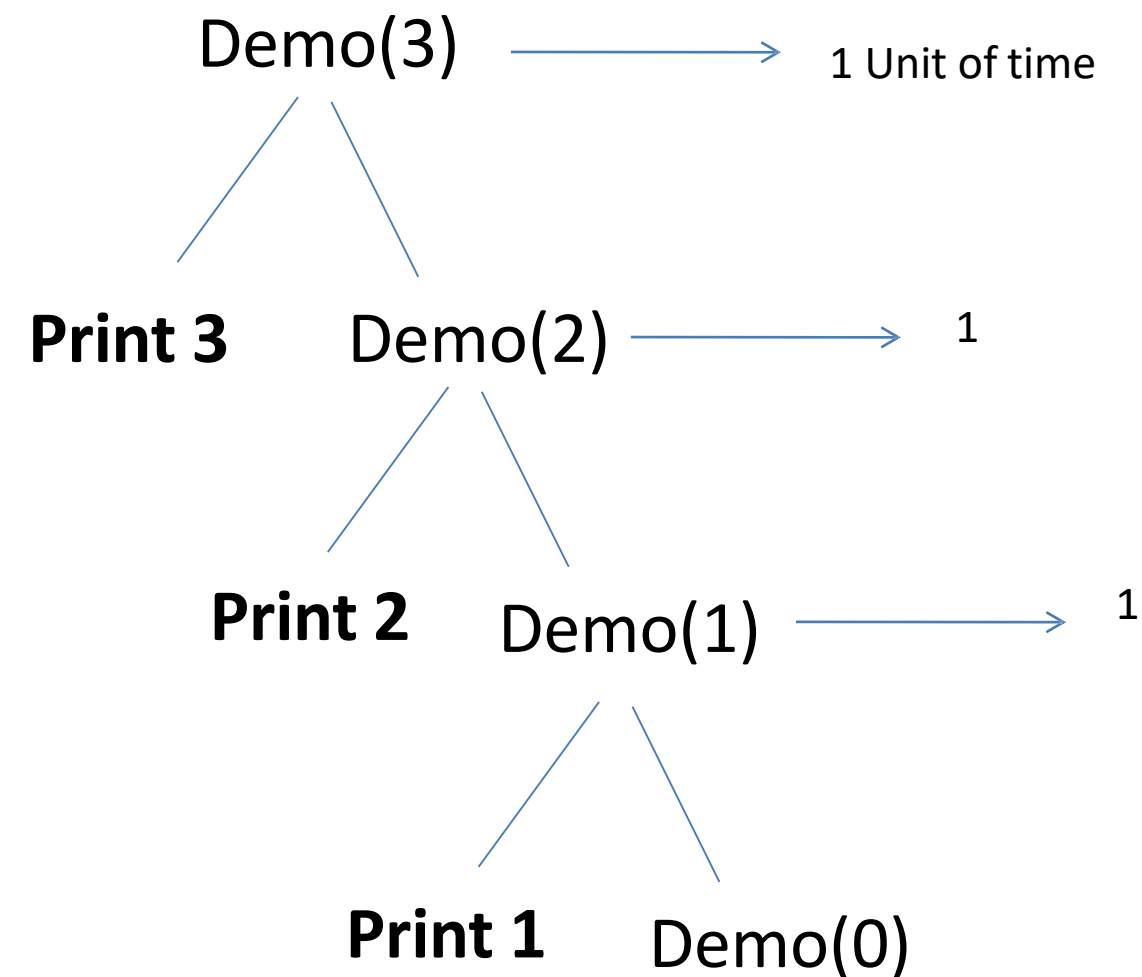 Demo(3)
1 Unit of time
Print 3
Demo(2)
1
Print 2
Demo(1)
1
Print 1
Demo(0)